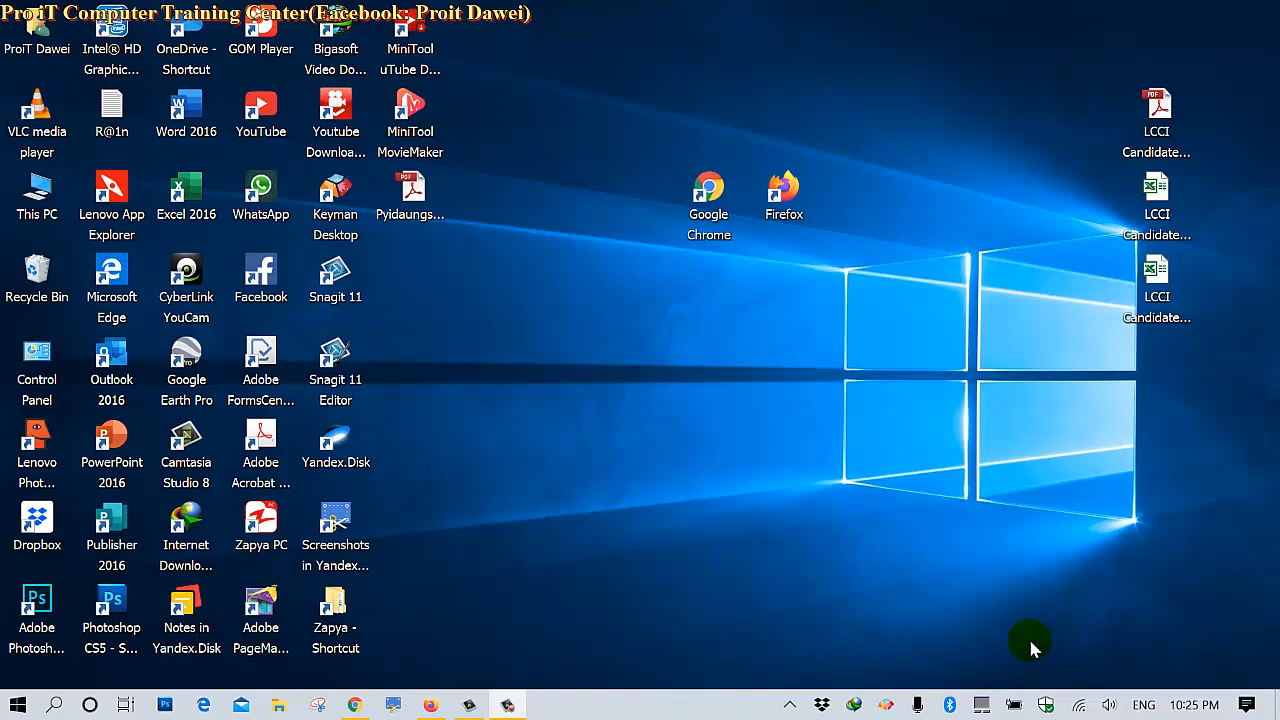 ProiT Computer Training Center(Facebook: Proit Dawei)
ProiT Dawei
Intel® HD
Graphic...
OneDrive -
Shortcut
GOM Player
Bigasoft
Video Do...
MiniTool
uTube D...
VLC media
player
R@1n
Word 2016
YouTube
Youtube
Downloa...
MiniTool
MovieMaker
LCCI
Candidate...
This PC
Lenovo App
Explorer
Excel 2016
WhatsApp
Keyman
Desktop
Pyidaungs...
Google
Chrome
Firefox
LCCI
Candidate...
Recycle Bin
Microsoft
Edge
CyberLink
YouCam
Facebook
Snagit 11
LCCI
Candidate...
Control
Panel
Outlook
2016
Google
Earth Pro
Adobe
FormsCen...
Snagit 11
Editor
Lenovo
Phot...
PowerPoint
2016
Camtasia
Studio 8
Adobe
Acrobat ...
Yandex.Disk
Dropbox
Publisher
2016
Internet
Downlo...
Zapya PC
Screenshots
in Yandex...
Adobe
Photosh...
Photoshop
CS5 - S...
Notes in
Yandex.Disk
Adobe
PageMa...
Zapya -
Shortcut
ENG
10:25 PM